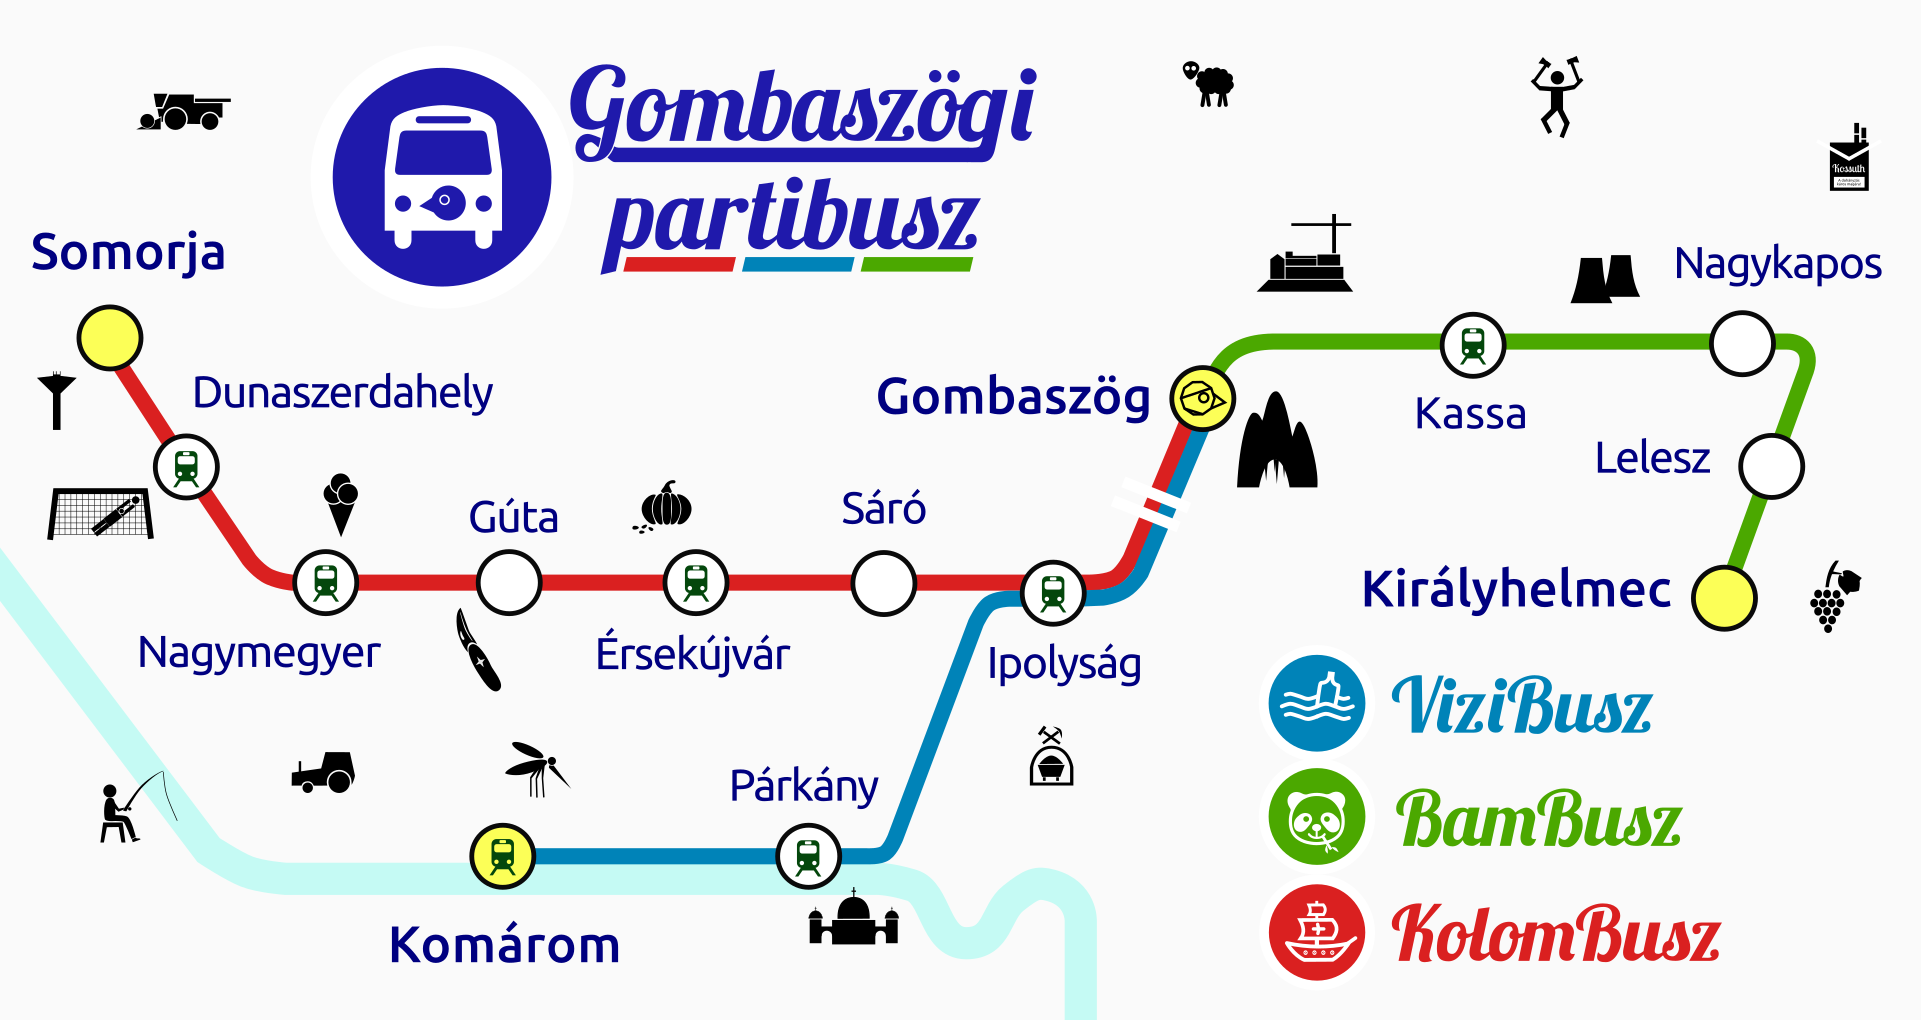 Gombaszögi
partibusz
Kossuth
Somorja
Nagykapos
Dunaszerdahely
Gombaszög
Kassa
Lelesz
Gúta
Sáró
Királyhelmec
Nagymegyer
Érsekújvár
Ipolyság
ViziBusz
Párkány
BamBusz
Komárom
KolomBusz